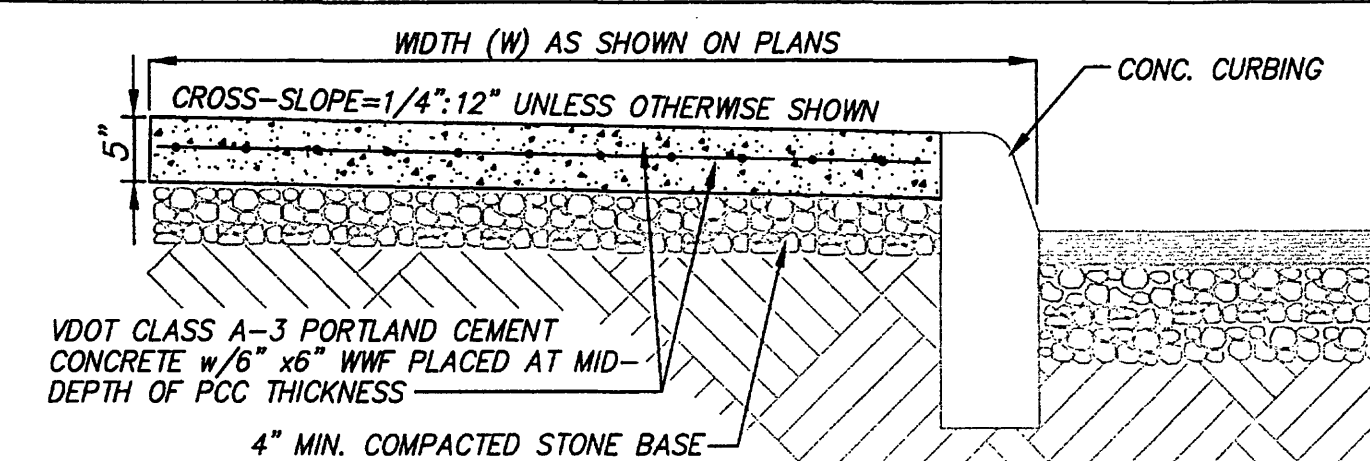 WIDTH (W) AS SHOWN ON PLANS
CONC. CURBING
CROSS-SLOPE=1/4":12" UNLESS OTHERWISE SHOWN
5"
VDOT CLASS A-3 PORTLAND CEMENT
CONCRETE w/6" x6" WWF PLACED AT MID-
DEPTH OF PCC THICKNESS
4" MIN. COMPACTED STONE BASE